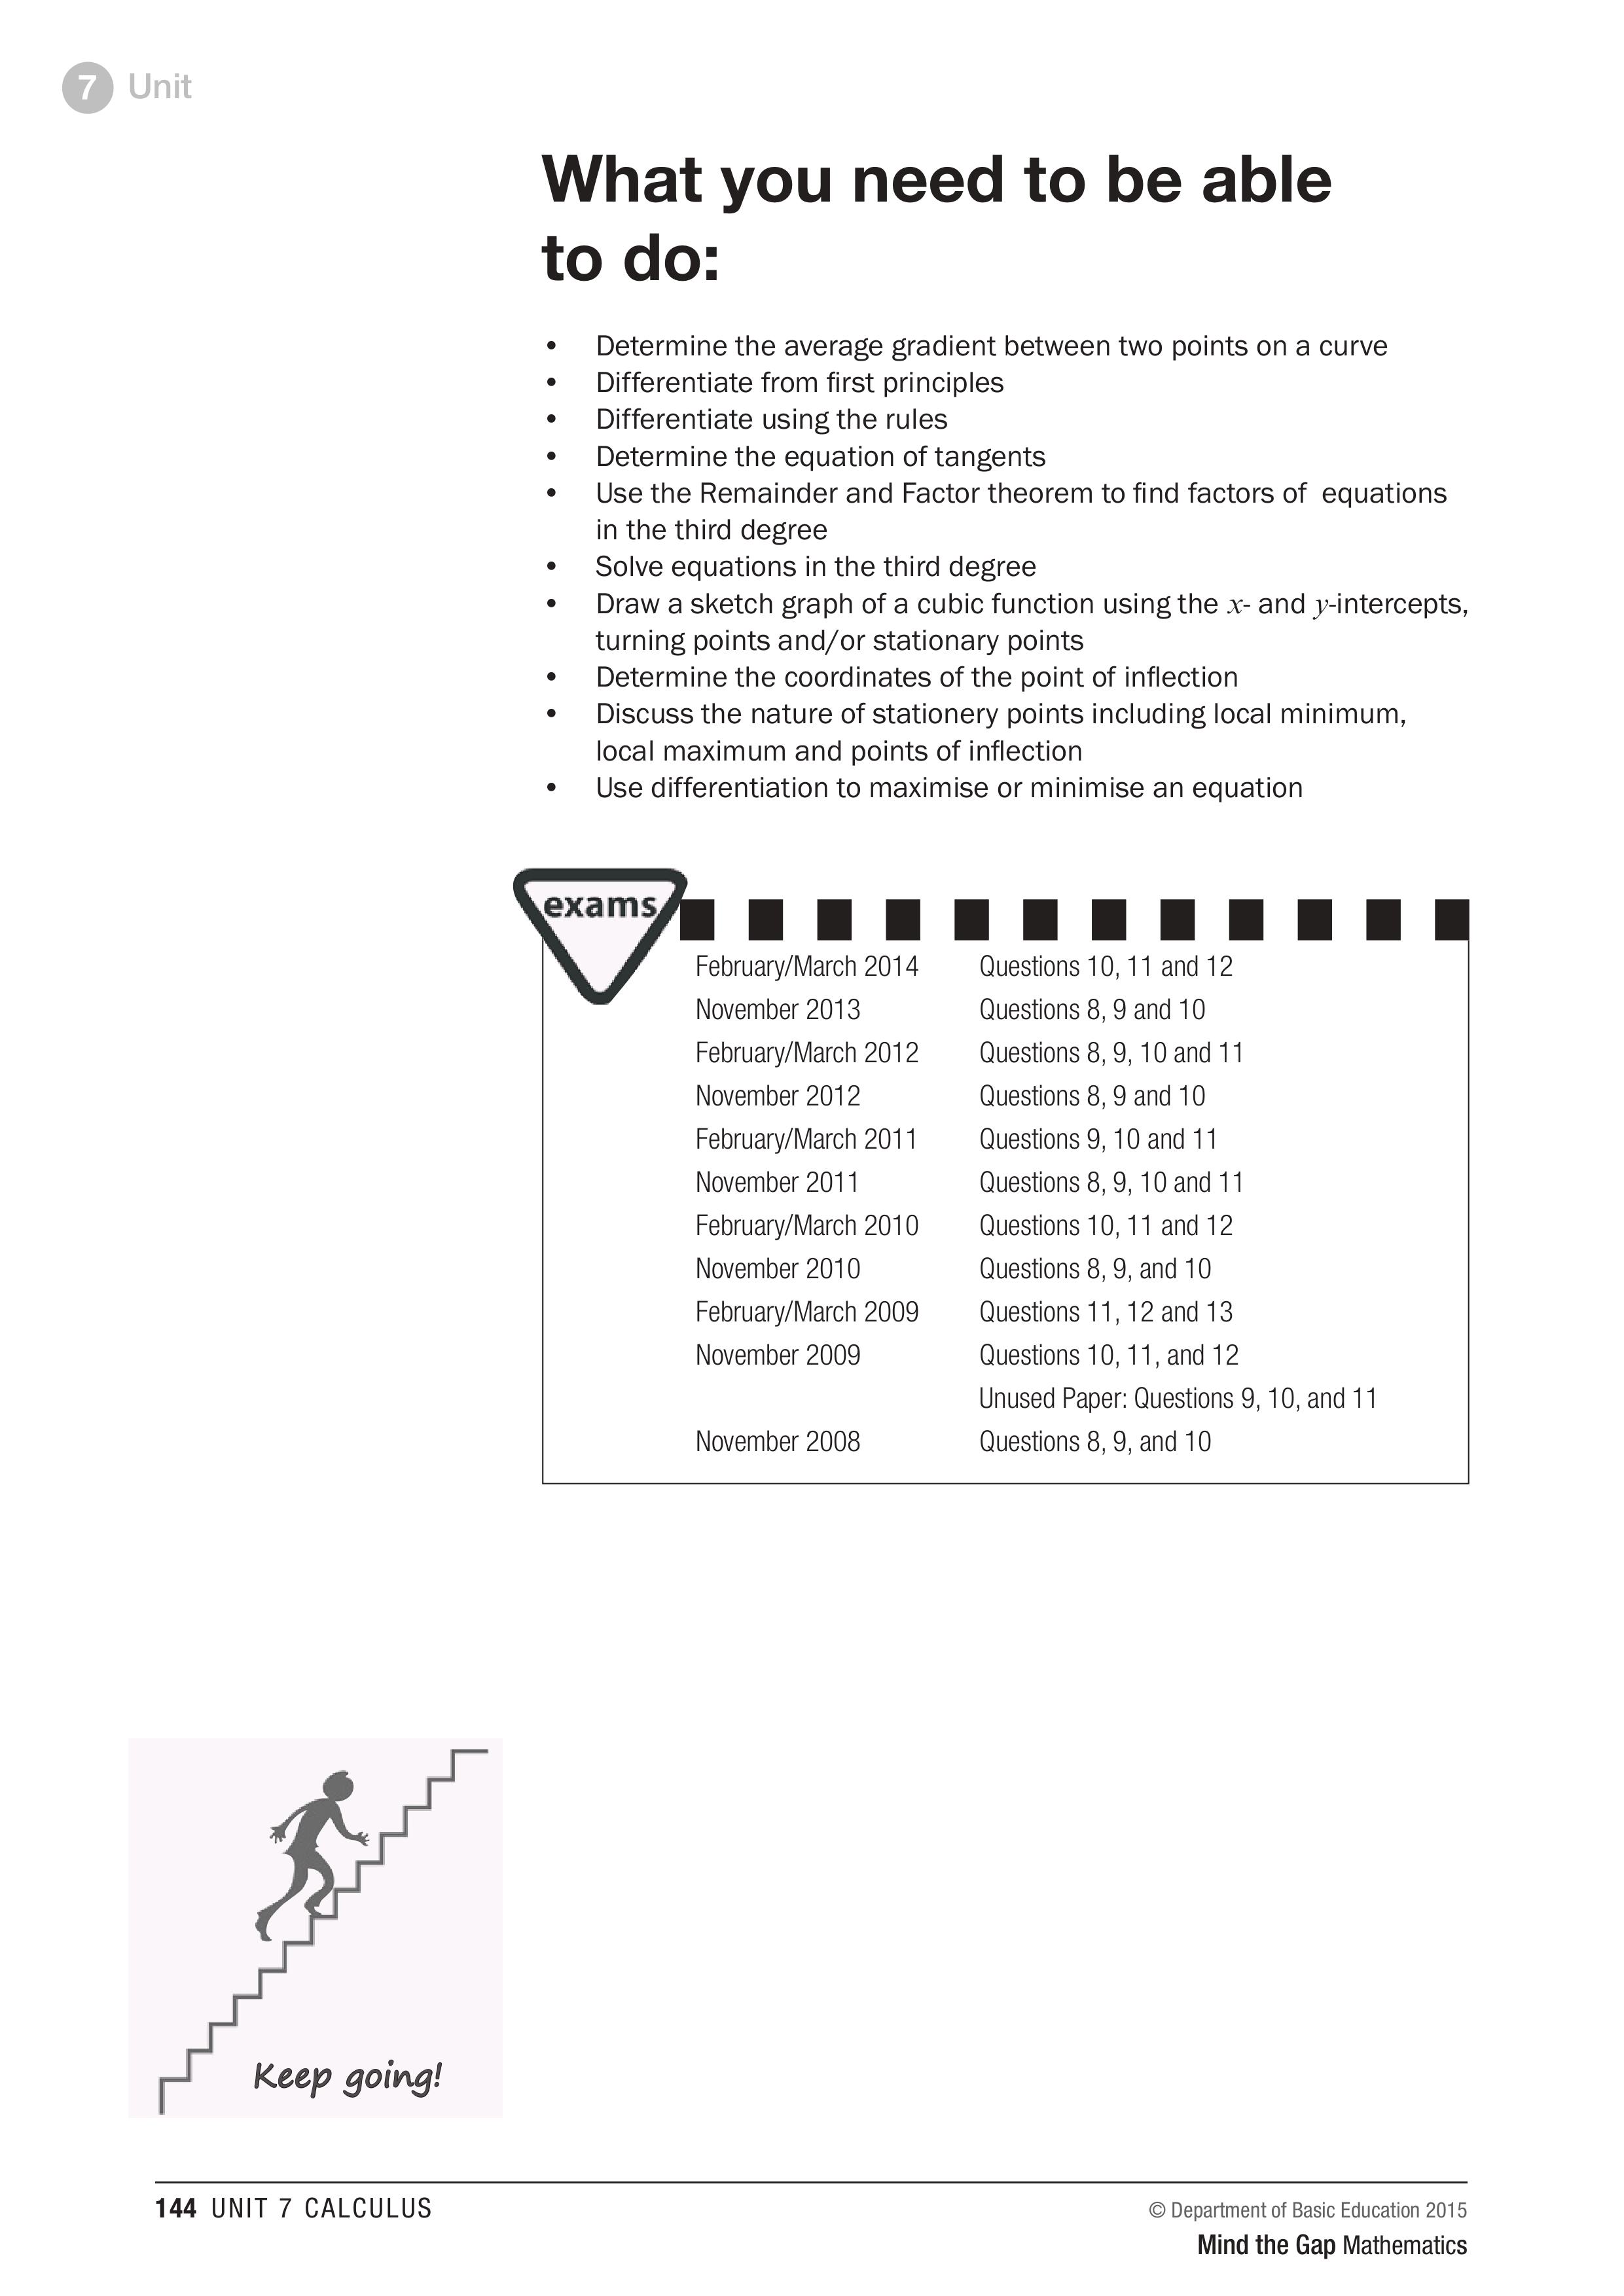 7 Unit
What you need to be able
to do:
• Determine the average gradient between two points on a curve
• Differentiate from first principles
• Differentiate using the rules
• Determine the equation of tangents
• Use the Remainder and Factor theorem to find factors of equations
in the third degree
• Solve equations in the third degree
• Draw a sketch graph of a cubic function using the x- and y-intercepts,
turning points and/or stationary points
• Determine the coordinates of the point of inflection
• Discuss the nature of stationery points including local minimum,
local maximum and points of inflection
• Use differentiation to maximise or minimise an equation
exams
February/March 2014 Questions 10, 11 and 12
November 2013 Questions 8, 9 and 10
February/March 2012 Questions 8, 9, 10 and 11
November 2012 Questions 8, 9 and 10
February/March 2011 Questions 9, 10 and 11
November 2011 Questions 8, 9, 10 and 11
February/March 2010 Questions 10, 11 and 12
November 2010 Questions 8, 9, and 10
February/March 2009 Questions 11, 12 and 13
November 2009 Questions 10, 11, and 12
Unused Paper: Questions 9, 10, and 11
November 2008 Questions 8, 9, and 10
Keep going!
144 UNIT 7 CALCULUS
© Department of Basic Education 2015
Mind the Gap Mathematics